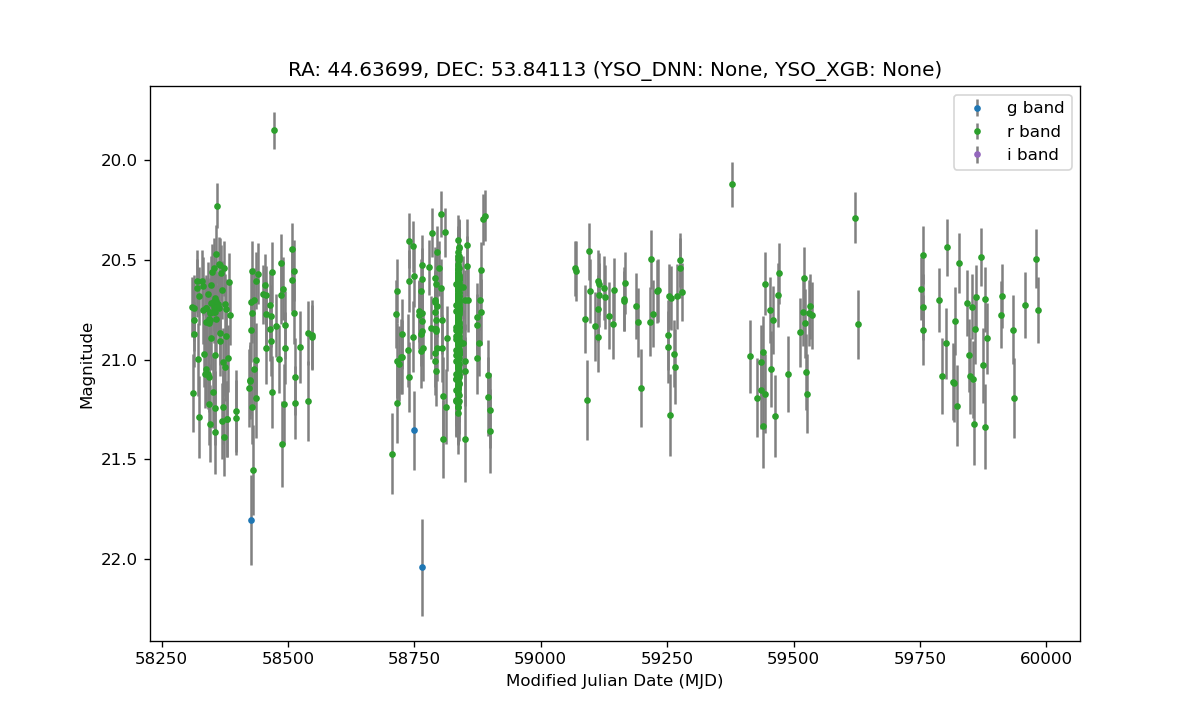 RA: 44.63699, DEC: 53.84113 (YSO_DNN: None, YSO_XGB: None)
g band
r band
i band
20.0
20.5
21.0
21.5
22.0
Magnitude
58250 58500 58750 59000 59250 59500 59750 60000
Modified Julian Date (MJD)